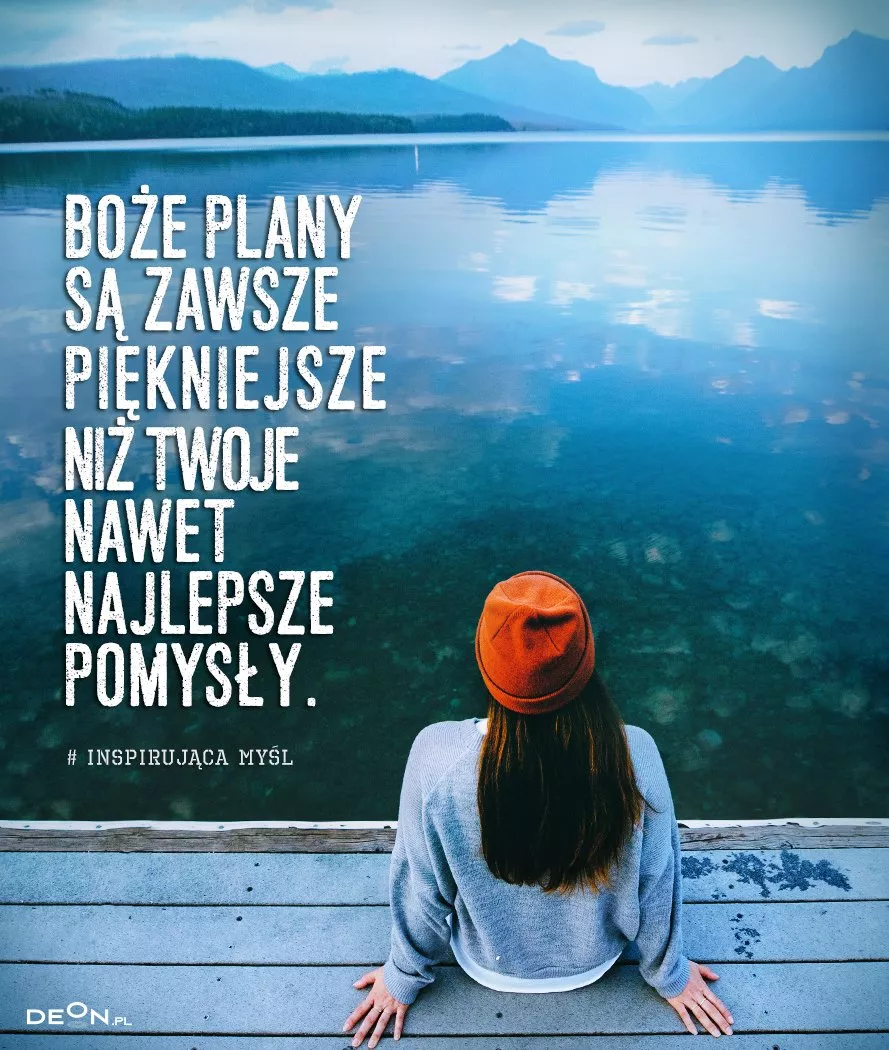 BOŻE PLANY
SĄ ZAWSZE
PIĘKNIEJSZE
NIŻ TWOJE
NAWET
NAJLEPSZE
POMYSŁY.
# INSPIRUJĄCA MYŚL
DEON.PL